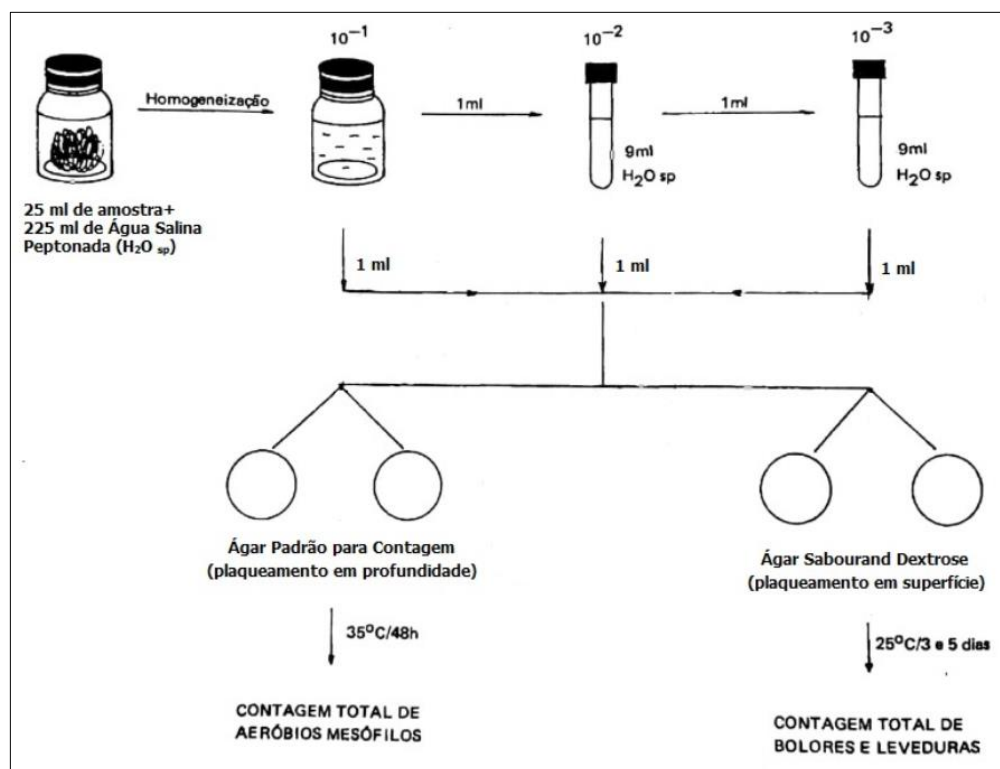 10⁻¹
10⁻²
10⁻³
Homogeneização
1ml
1ml
9ml
H₂O sp
9ml
H₂O sp
25 ml de amostra+
225 ml de Água Salina
Peptonada (H₂O sp)
1 ml
1 ml
1 ml
Ágar Padrão para Contagem
(plaqueamento em profundidade)
Ágar Sabourand Dextrose
(plaqueamento em superfície)
35⁰C/48h
25⁰C/3 e 5 dias
CONTAGEM TOTAL DE
AERÓBIOS MESÓFILOS
CONTAGEM TOTAL DE
BOLORES E LEVEDURAS